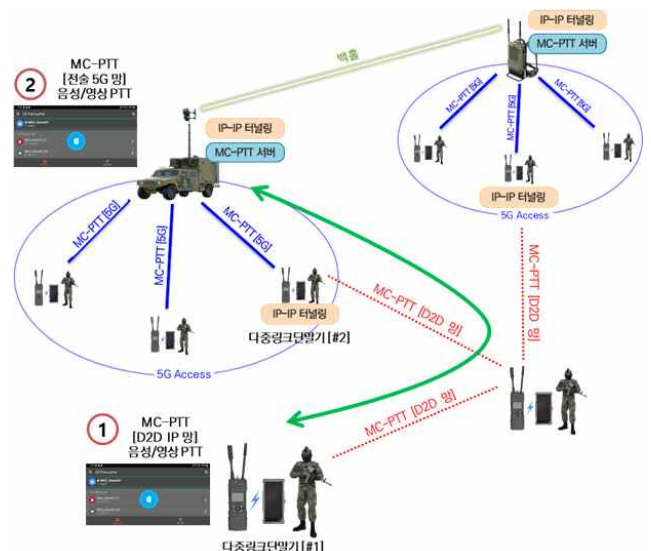 IP-IP 터널링
MC-PTT 서버
백홀
2
MC-PTT
[전술 5G 망]
음성/영상 PTT
IP-IP 터널링
MC-PTT 서버
MC-PTT [5G]
MC-PTT [5G]
MC-PTT [5G]
IP-IP 터널링
5G Access
MC-PTT [5G]
MC-PTT [5G]
MC-PTT [5G]
IP-IP 터널링
다중링크단말기 [#2]
5G Access
MC-PTT [D2D 망]
MC-PTT [D2D 망]
MC-PTT [D2D 망]
1
MC-PTT
[D2D IP 망]
음성/영상 PTT
다중링크단말기 [#1]